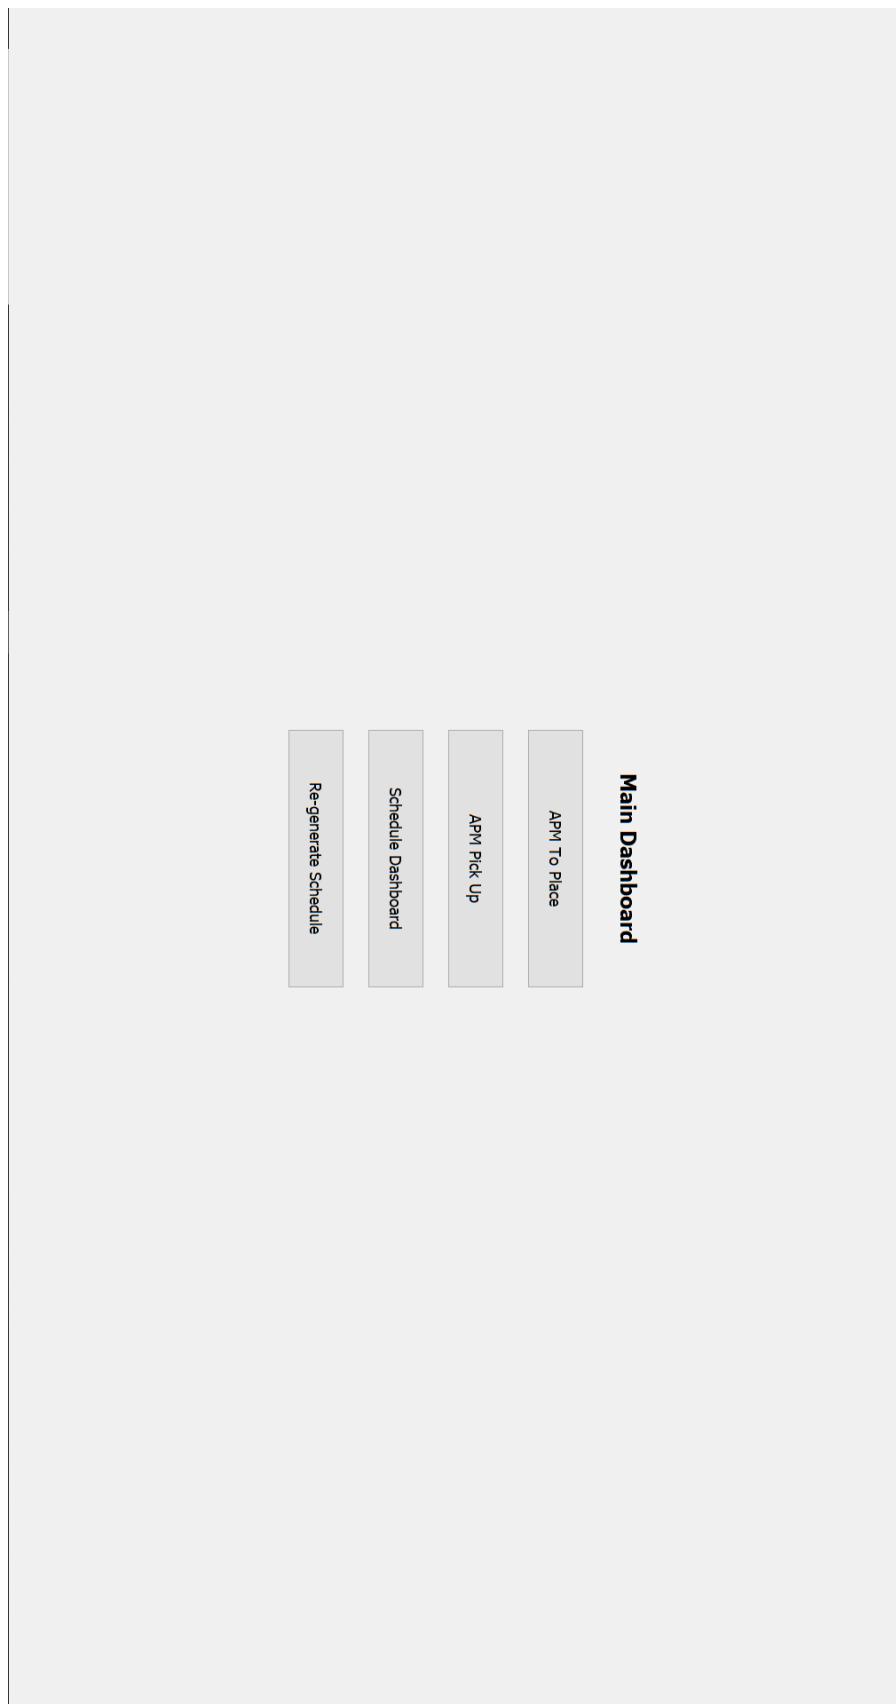 Main Dashboard
APM To Place
APM Pick Up
Schedule Dashboard
Re-generate Schedule